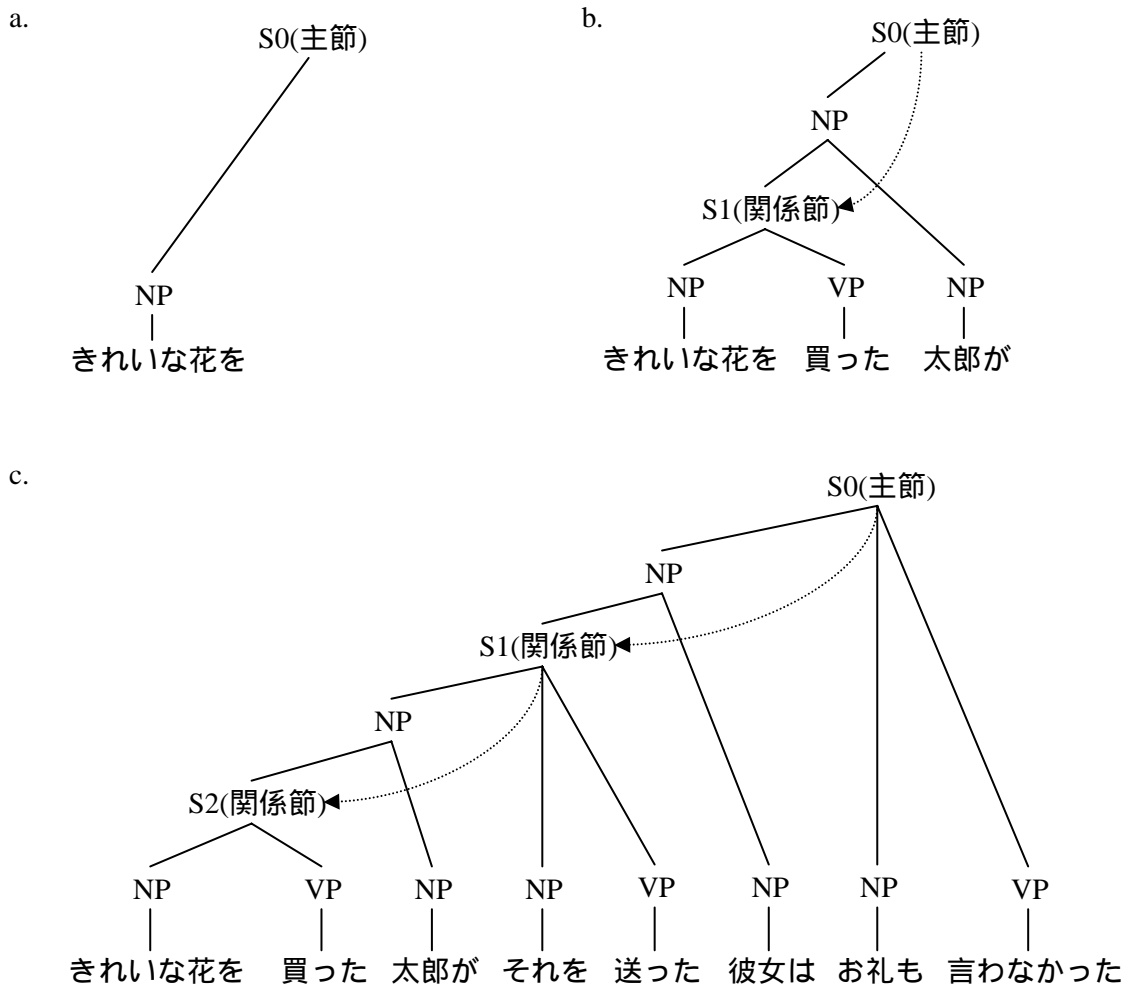 a.
S0(主節)
NP
きれいな花を
b.
S0(主節)
NP
S1(関係節)
NP VP NP
きれいな花を 買った 太郎が
c.
S0(主節)
NP
S1(関係節)
NP
S2(関係節)
NP VP NP NP VP NP NP VP
きれいな花を 買った 太郎が それを 送った 彼女は お礼も 言わなかった